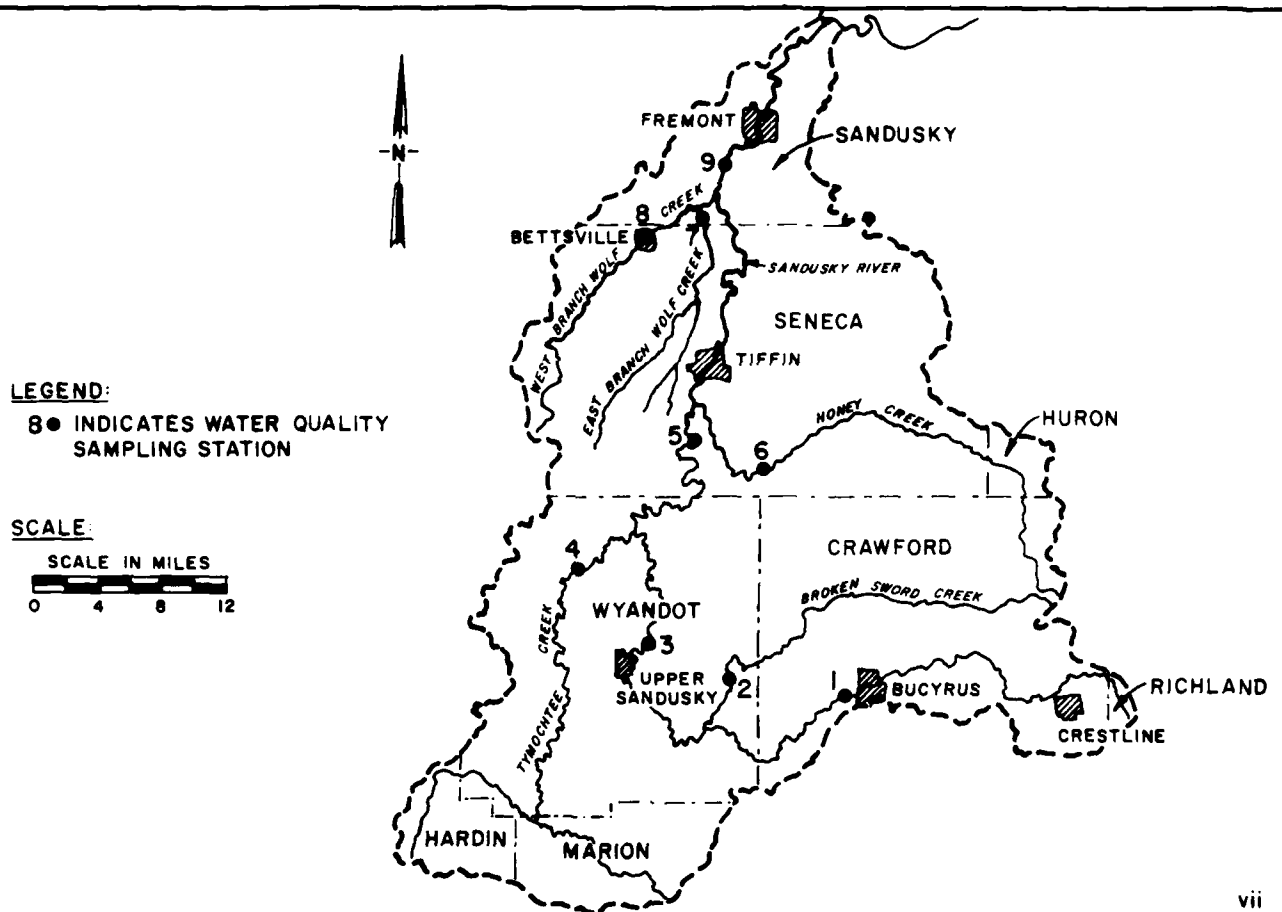 FREMONT
SANDUSKY
N
9
8
CREEK
BETTSVILLE
WEST BRANCH WOLF
EAST BRANCH WOLF CREEK
SANDUSKY RIVER
SENECA
TIFFIN
LEGEND:
8● INDICATES WATER QUALITY
SAMPLING STATION
HONEY CREEK
HURON
5
6
SCALE:
SCALE IN MILES
0 4 8 12
4
CRAWFORD
WYANDOT
BROKEN SWORD CREEK
TYMOCHTEE CREEK
3
UPPER
SANDUSKY
2
1
BUCYRUS
RICHLAND
CRESTLINE
HARDIN
MARION
vii